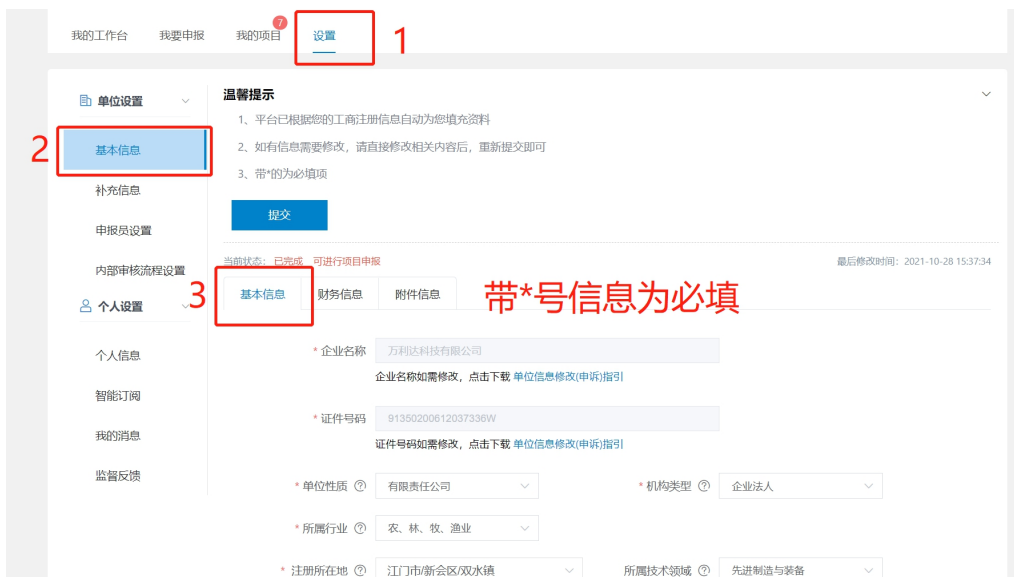 我的工作台 我要申报 我的项目 7 设置 1
单位设置
温馨提示
1、平台已根据您的工商注册信息自动为您填充资料
2 基本信息
2、如有信息需要修改，请直接修改相关内容后，重新提交即可
3、带*的为必填项
补充信息
提交
申报员设置
当前状态： 已完成 可进行项目申报 最后修改时间：2021-10-28 15:37:34
内部审核流程设置
3 基本信息 财务信息 附件信息 带*号信息为必填
个人设置
* 企业名称 万利达科技有限公司
个人信息
企业名称如需修改，点击下载 单位信息修改(申诉)指引
智能订阅
* 证件号码 91350200612037336W
我的消息
证件号码如需修改，点击下载 单位信息修改(申诉)指引
监督反馈
* 单位性质 ? 有限责任公司 * 机构类型 ? 企业法人
* 所属行业 ? 农、林、牧、渔业
* 注册所在地 ? 江门市/新会区/双水镇 所属技术领域 ? 先进制造与装备